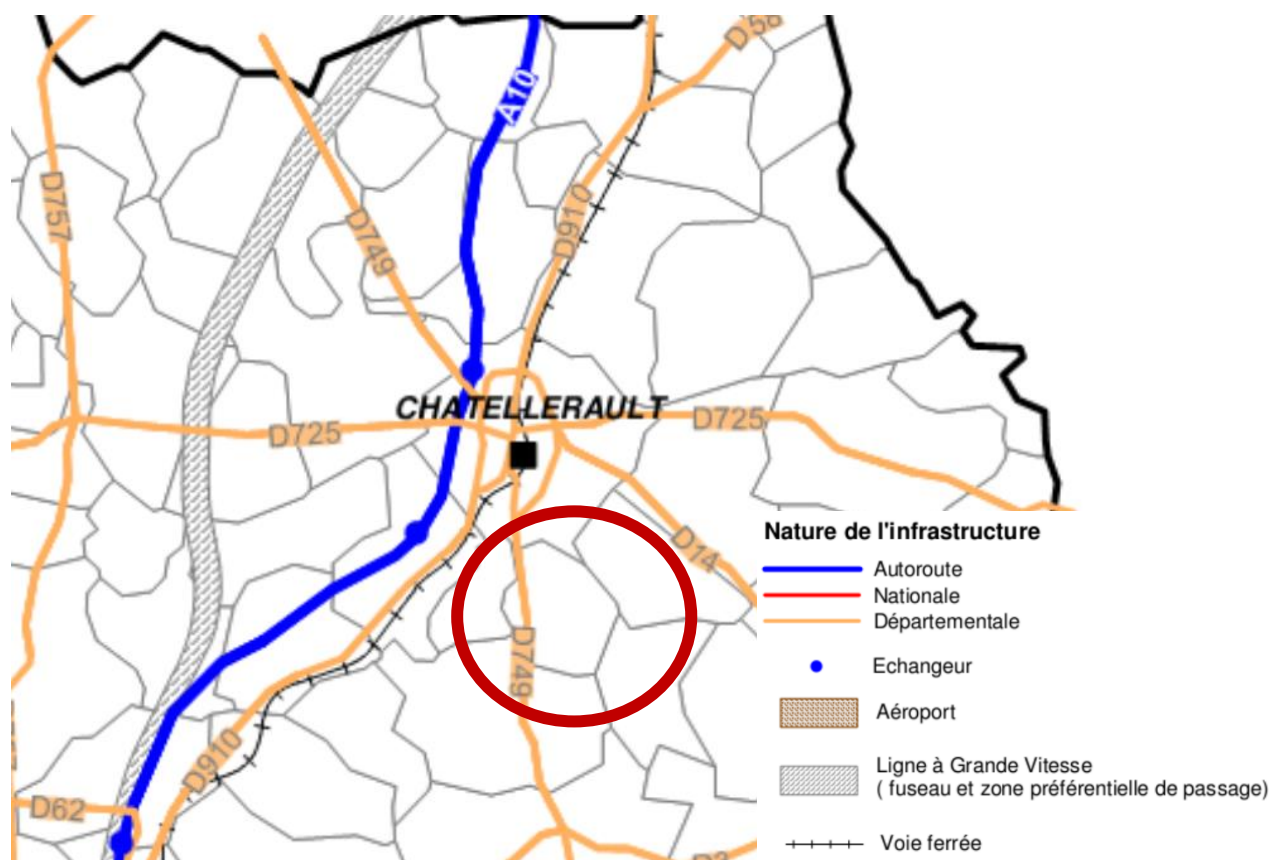 D58
A10
D757
D910
D749
CHATELLERAULT
D725
D725
D14
D749
D910
D62
Nature de l'infrastructure
Autoroute
Nationale
Départementale
Echangeur
Aéroport
Ligne à Grande Vitesse
( fuseau et zone préférentielle de passage)
Voie ferrée